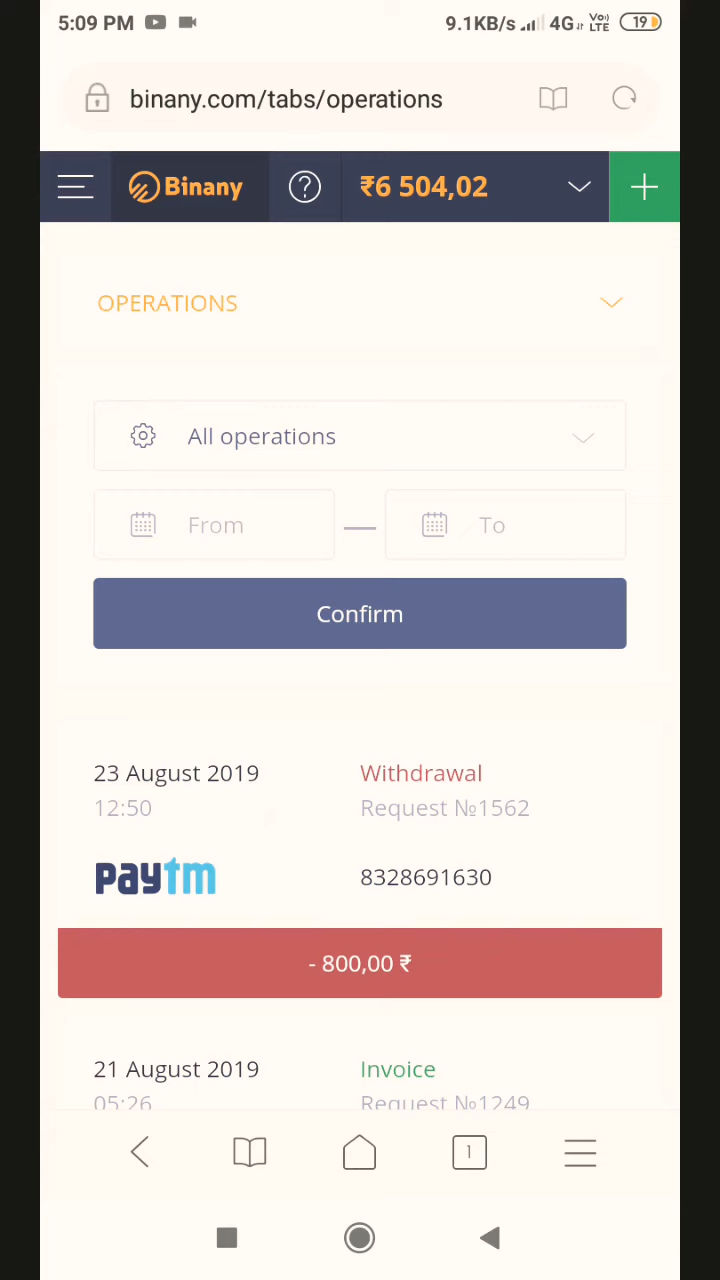 5:09 PM 9.1KB/s 4G Vo) LTE 19
binany.com/tabs/operations
Binany ? ₹6 504,02 +
OPERATIONS
All operations
From — To
Confirm
23 August 2019 Withdrawal
12:50 Request №1562
paytm 8328691630
- 800,00 ₹
21 August 2019 Invoice
05:26 Request №1249
1